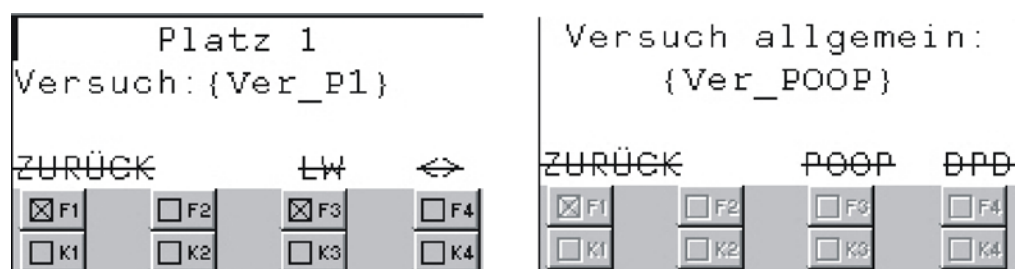 Platz 1
Versuch: {Ver_P1}
ZURÜCK LW <>
F1 F2 F3 F4
K1 K2 K3 K4
Versuch allgemein:
{Ver_POOP}
ZURÜCK POOP DPD
F1 F2 F3 F4
K1 K2 K3 K4